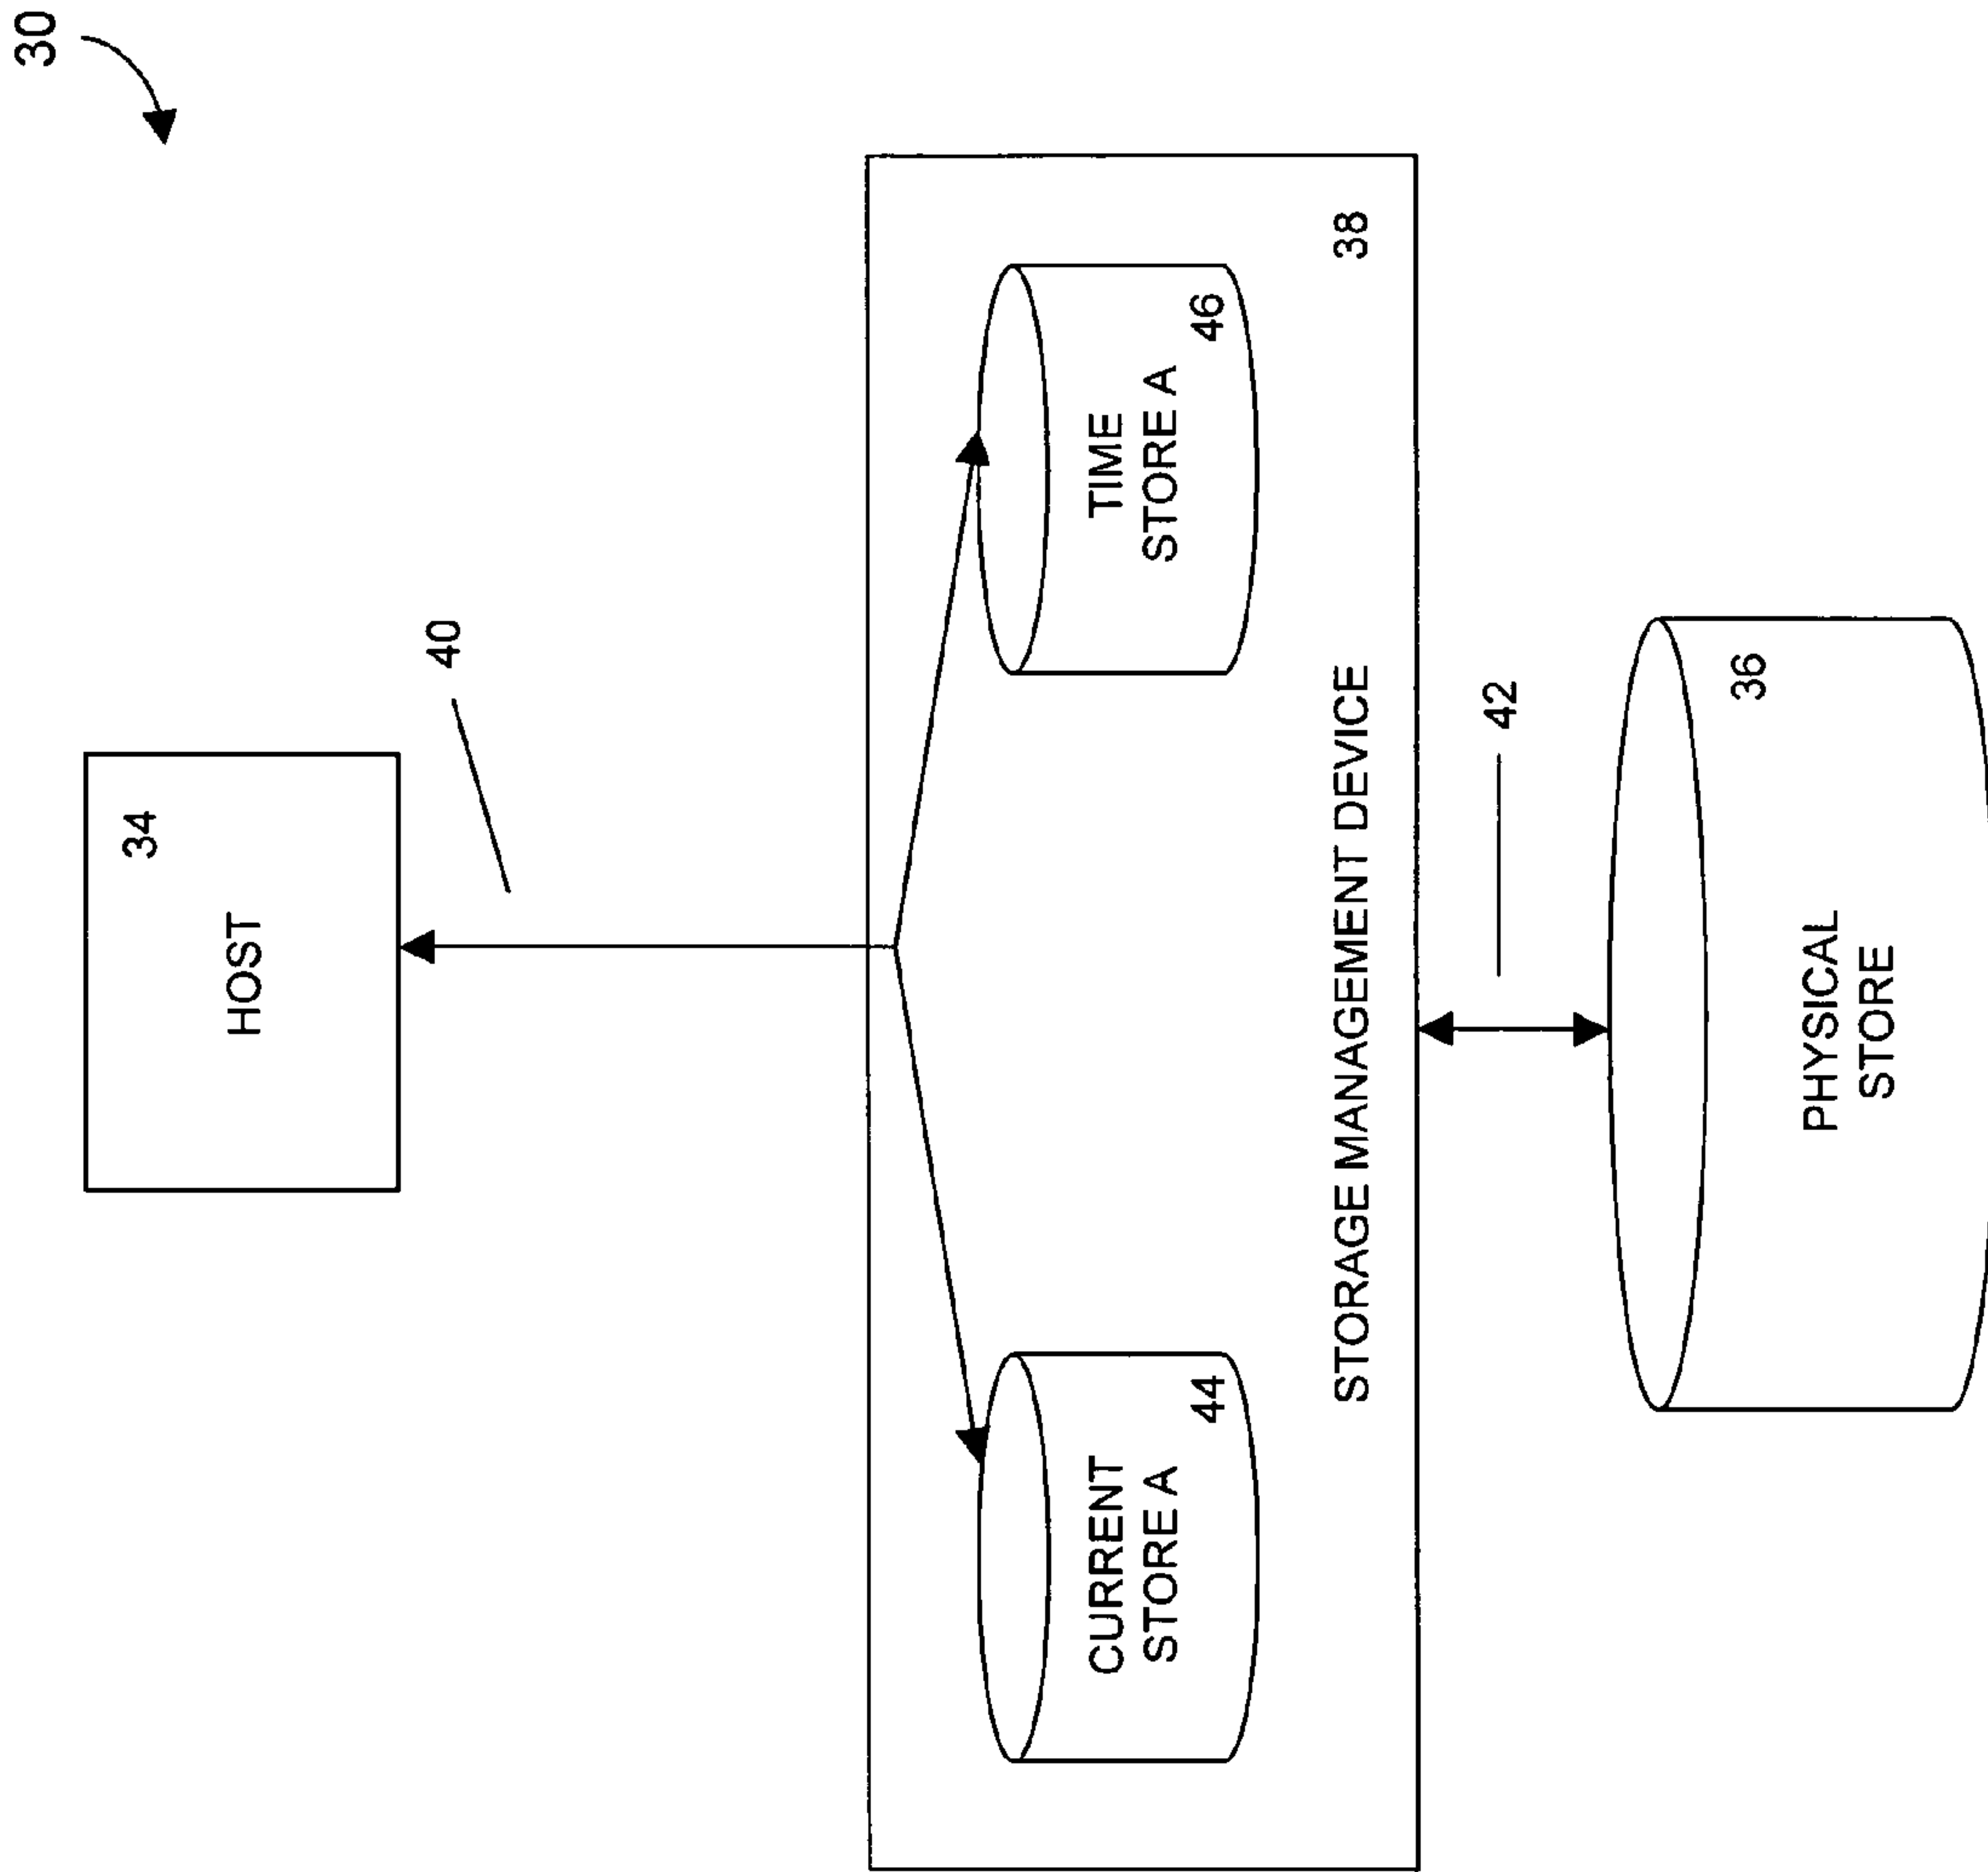 30
34
HOST
40
CURRENT
STORE A
44
TIME
STORE A
46
STORAGE MANAGEMENT DEVICE
38
42
36
PHYSICAL
STORE